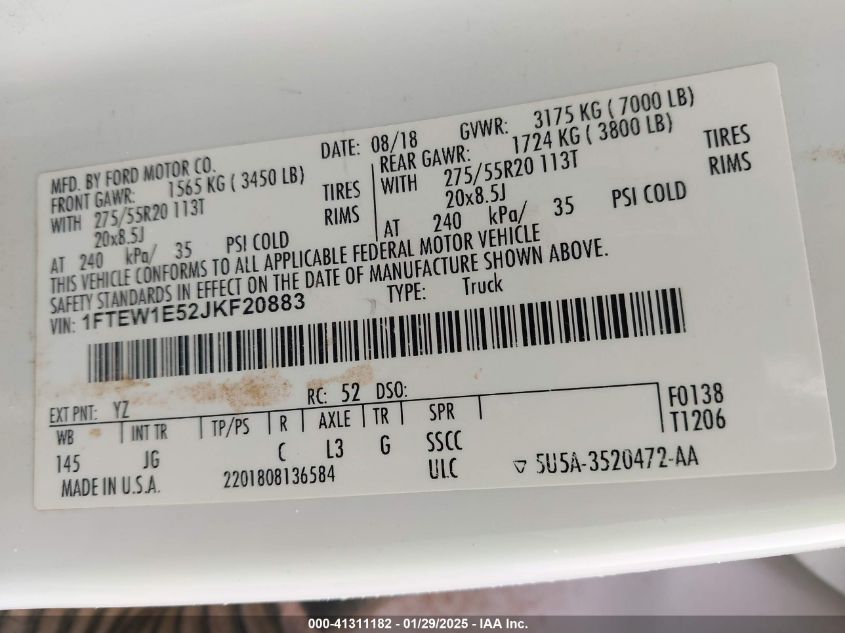 MFD. BY FORD MOTOR CO.
DATE: 08/18 GVWR: 3175 KG ( 7000 LB)
FRONT GAWR: 1565 KG ( 3450 LB)
WITH 275/55R20 113T TIRES
20x8.5J RIMS
AT 240 kPa/ 35 PSI COLD
REAR GAWR: 1724 KG ( 3800 LB)
WITH 275/55R20 113T TIRES
20x8.5J RIMS
AT 240 kPa/ 35 PSI COLD
THIS VEHICLE CONFORMS TO ALL APPLICABLE FEDERAL MOTOR VEHICLE
SAFETY STANDARDS IN EFFECT ON THE DATE OF MANUFACTURE SHOWN ABOVE.
VIN: 1FTEW1E52JKF20883 TYPE: Truck
EXT PNT: YZ RC: 52 DSO:
F0138
T1206
WB INT TR TP/PS R AXLE TR SPR
145 JG C L3 G SSCC
ULC
MADE IN U.S.A. 2201808136584 ▽ 5U5A-3520472-AA
000-41311182 - 01/29/2025 - IAA Inc.